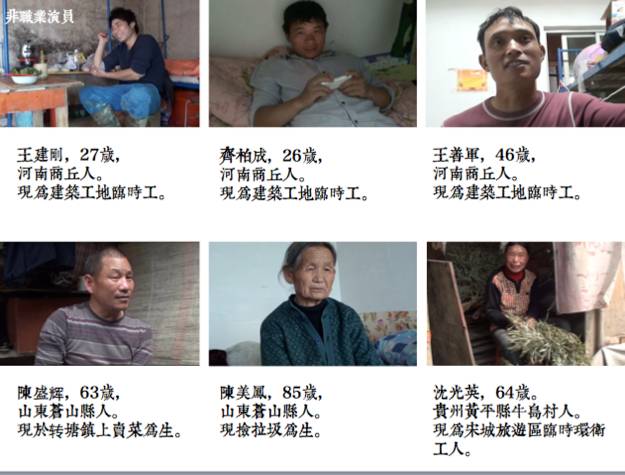 非職業演員
王建剛，27歲，
河南商丘人。
現爲建築工地臨時工。
齊柏成，26歲，
河南商丘人。
現爲建築工地臨時工。
王善軍，46歲，
河南商丘人。
現爲建築工地臨時工。
陳盛輝，63歲，
山東蒼山縣人。
現於转塘鎮上賣菜爲生。
陳美鳳，85歲，
山東蒼山縣人。
現撿拉圾爲生。
沈光英，64歲。
貴州黃平縣牛島村人。
現爲宋城旅遊區臨時環衛
工人。